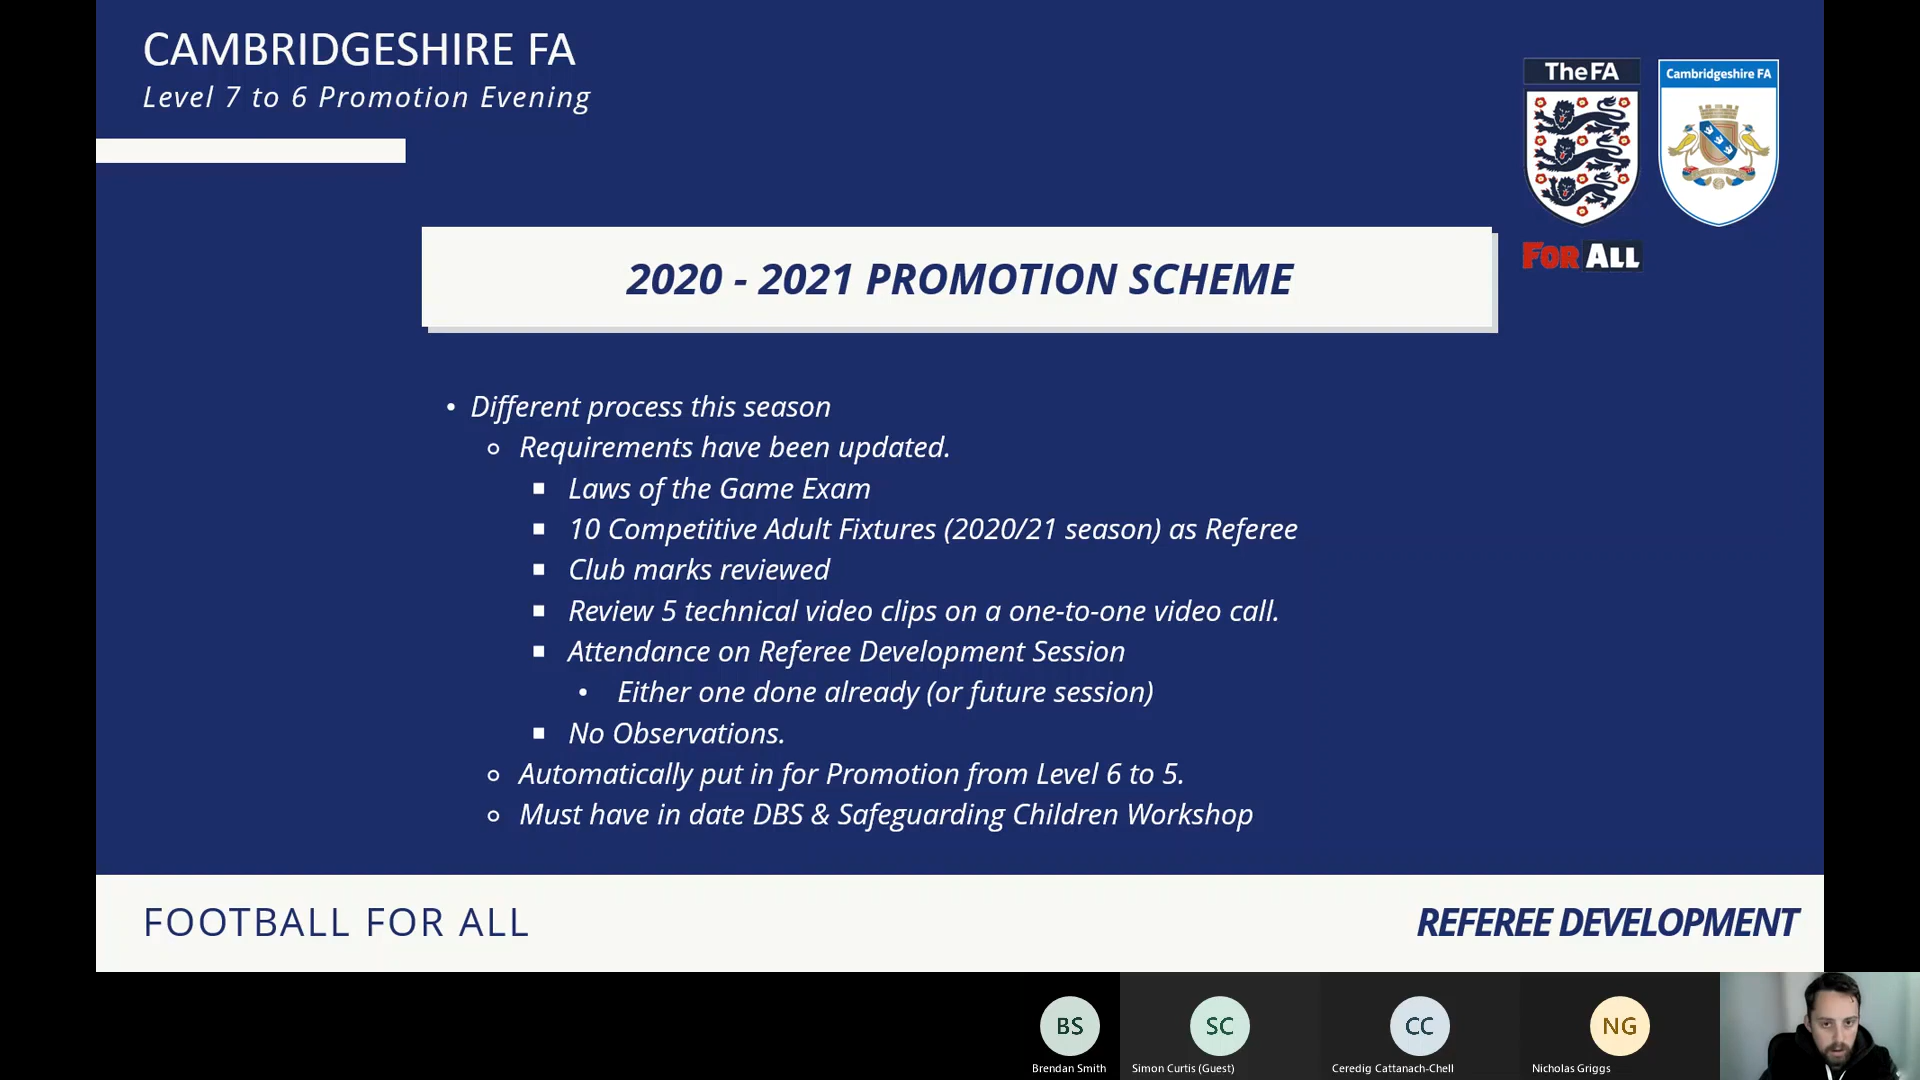 CAMBRIDGESHIRE FA
Level 7 to 6 Promotion Evening
The FA
Cambridgeshire FA
FOR ALL
2020 - 2021 PROMOTION SCHEME
• Different process this season
○ Requirements have been updated.
▪ Laws of the Game Exam
▪ 10 Competitive Adult Fixtures (2020/21 season) as Referee
▪ Club marks reviewed
▪ Review 5 technical video clips on a one-to-one video call.
▪ Attendance on Referee Development Session
• Either one done already (or future session)
▪ No Observations.
○ Automatically put in for Promotion from Level 6 to 5.
○ Must have in date DBS & Safeguarding Children Workshop
FOOTBALL FOR ALL
REFEREE DEVELOPMENT
BS
SC
CC
NG
Brendan Smith
Simon Curtis (Guest)
Ceredig Cattanach-Chell
Nicholas Griggs